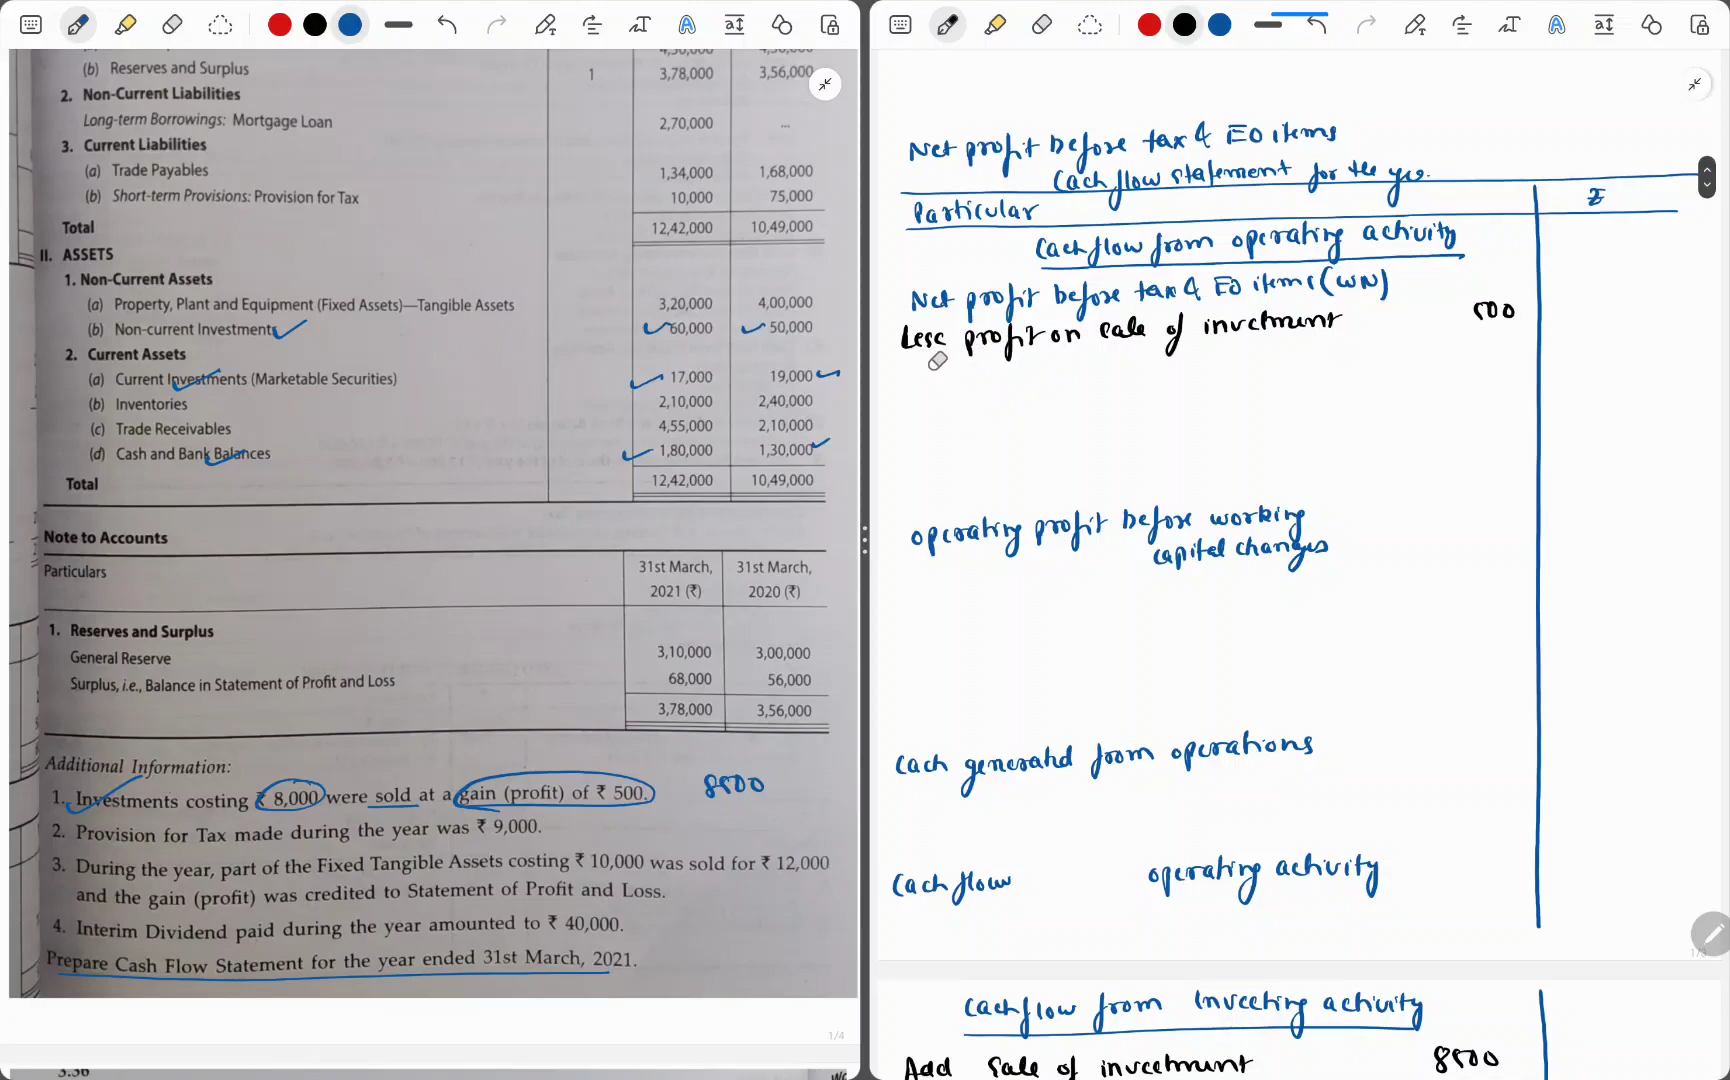 (b) Reserves and Surplus 1 3,78,000 3,56,000
2. Non-Current Liabilities
Long-term Borrowings: Mortgage Loan 2,70,000 ...
3. Current Liabilities
(a) Trade Payables 1,34,000 1,68,000
(b) Short-term Provisions: Provision for Tax 10,000 75,000
Total 12,42,000 10,49,000
II. ASSETS
1. Non-Current Assets
(a) Property, Plant and Equipment (Fixed Assets)—Tangible Assets 3,20,000 4,00,000
(b) Non-current Investments 60,000 50,000
2. Current Assets
(a) Current Investments (Marketable Securities) 17,000 19,000
(b) Inventories 2,10,000 2,40,000
(c) Trade Receivables 4,55,000 2,10,000
(d) Cash and Bank Balances 1,80,000 1,30,000
Total 12,42,000 10,49,000
Note to Accounts
Particulars 31st March, 2021 (₹) 31st March, 2020 (₹)
1. Reserves and Surplus
General Reserve 3,10,000 3,00,000
Surplus, i.e., Balance in Statement of Profit and Loss 68,000 56,000
3,78,000 3,56,000
Additional Information:
1. Investments costing ₹ 8,000 were sold at a gain (profit) of ₹ 500. 8500
2. Provision for Tax made during the year was ₹ 9,000.
3. During the year, part of the Fixed Tangible Assets costing ₹ 10,000 was sold for ₹ 12,000
and the gain (profit) was credited to Statement of Profit and Loss.
4. Interim Dividend paid during the year amounted to ₹ 40,000.
Prepare Cash Flow Statement for the year ended 31st March, 2021.
1/4
3.36
Net profit before tax & EO items
Cash flow statement for the
Particular ₹
Cash flow from operating activity
Net profit before tax & EO items (WN)
Less profit on sale of investment 500
operating profit before working
capital changes
Cash generated from operations
Cash flow operating activity
1/3
Cash flow from Investing activity
Add Sale of investment 8500